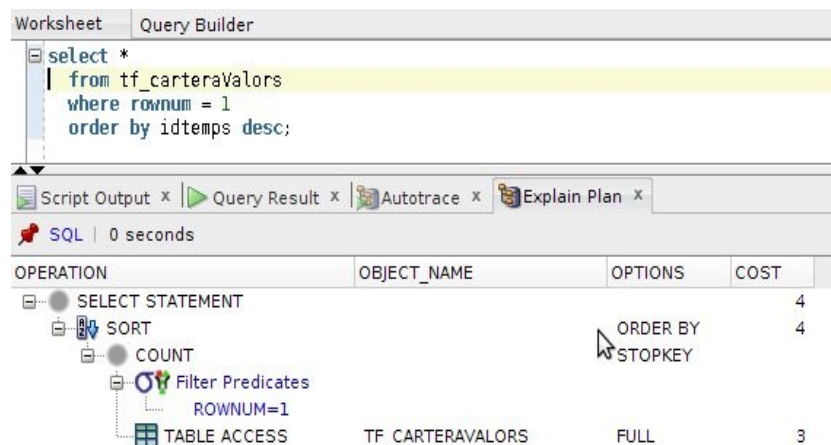 Worksheet Query Builder
select *
from tf_carteraValors
where rownum = 1
order by idtemps desc;
Script Output x Query Result x Autotrace x Explain Plan x
SQL | 0 seconds
OPERATION OBJECT_NAME OPTIONS COST
SELECT STATEMENT 4
SORT ORDER BY 4
COUNT STOPKEY
Filter Predicates
ROWNUM=1
TABLE ACCESS TF_CARTERAVALORS FULL 3